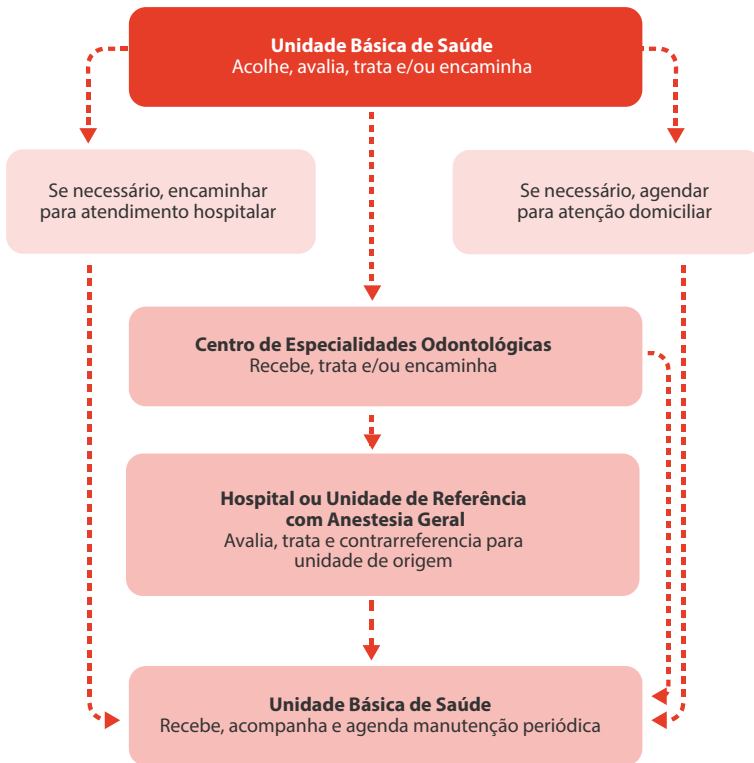 Unidade Básica de Saúde
Acolhe, avalia, trata e/ou encaminha
Se necessário, encaminhar
para atendimento hospitalar
Se necessário, agendar
para atenção domiciliar
Centro de Especialidades Odontológicas
Recebe, trata e/ou encaminha
Hospital ou Unidade de Referência
com Anestesia Geral
Avalia, trata e contrarreferencia para
unidade de origem
Unidade Básica de Saúde
Recebe, acompanha e agenda manutenção periódica